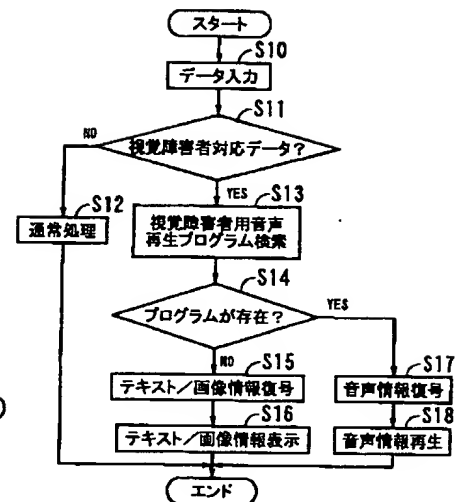 スタート
S10
データ入力
S11
視覚障害者対応データ?
NO
YES
S12
通常処理
S13
視覚障害者用音声
再生プログラム検索
S14
プログラムが存在?
YES
NO
S15
テキスト/画像情報復号
S16
テキスト/画像情報表示
S17
音声情報復号
S18
音声情報再生
エンド